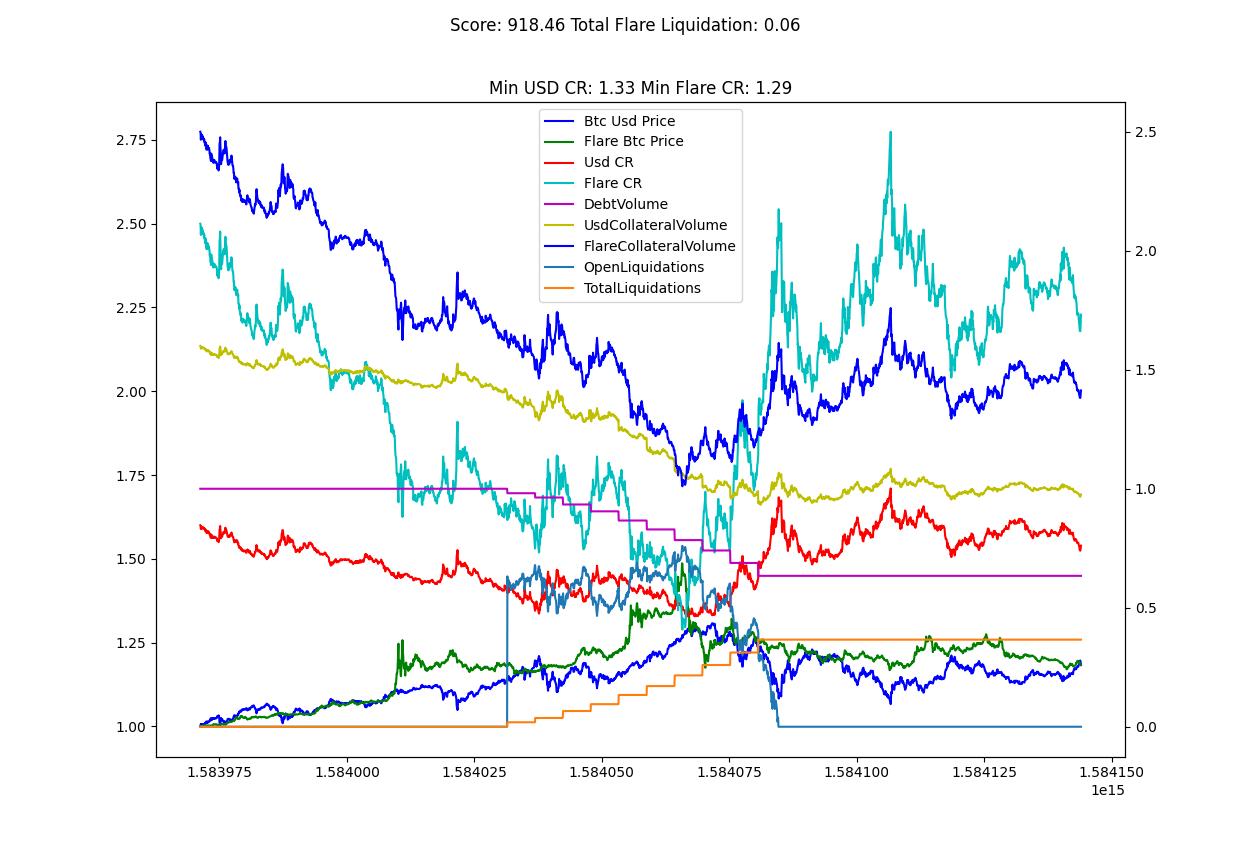 Score: 918.46 Total Flare Liquidation: 0.06
Min USD CR: 1.33 Min Flare CR: 1.29
Btc Usd Price
Flare Btc Price
Usd CR
Flare CR
DebtVolume
UsdCollateralVolume
FlareCollateralVolume
OpenLiquidations
TotalLiquidations
2.75
2.50
2.25
2.00
1.75
1.50
1.25
1.00
2.5
2.0
1.5
1.0
0.5
0.0
1.583975 1.584000 1.584025 1.584050 1.584075 1.584100 1.584125 1.584150
1e15